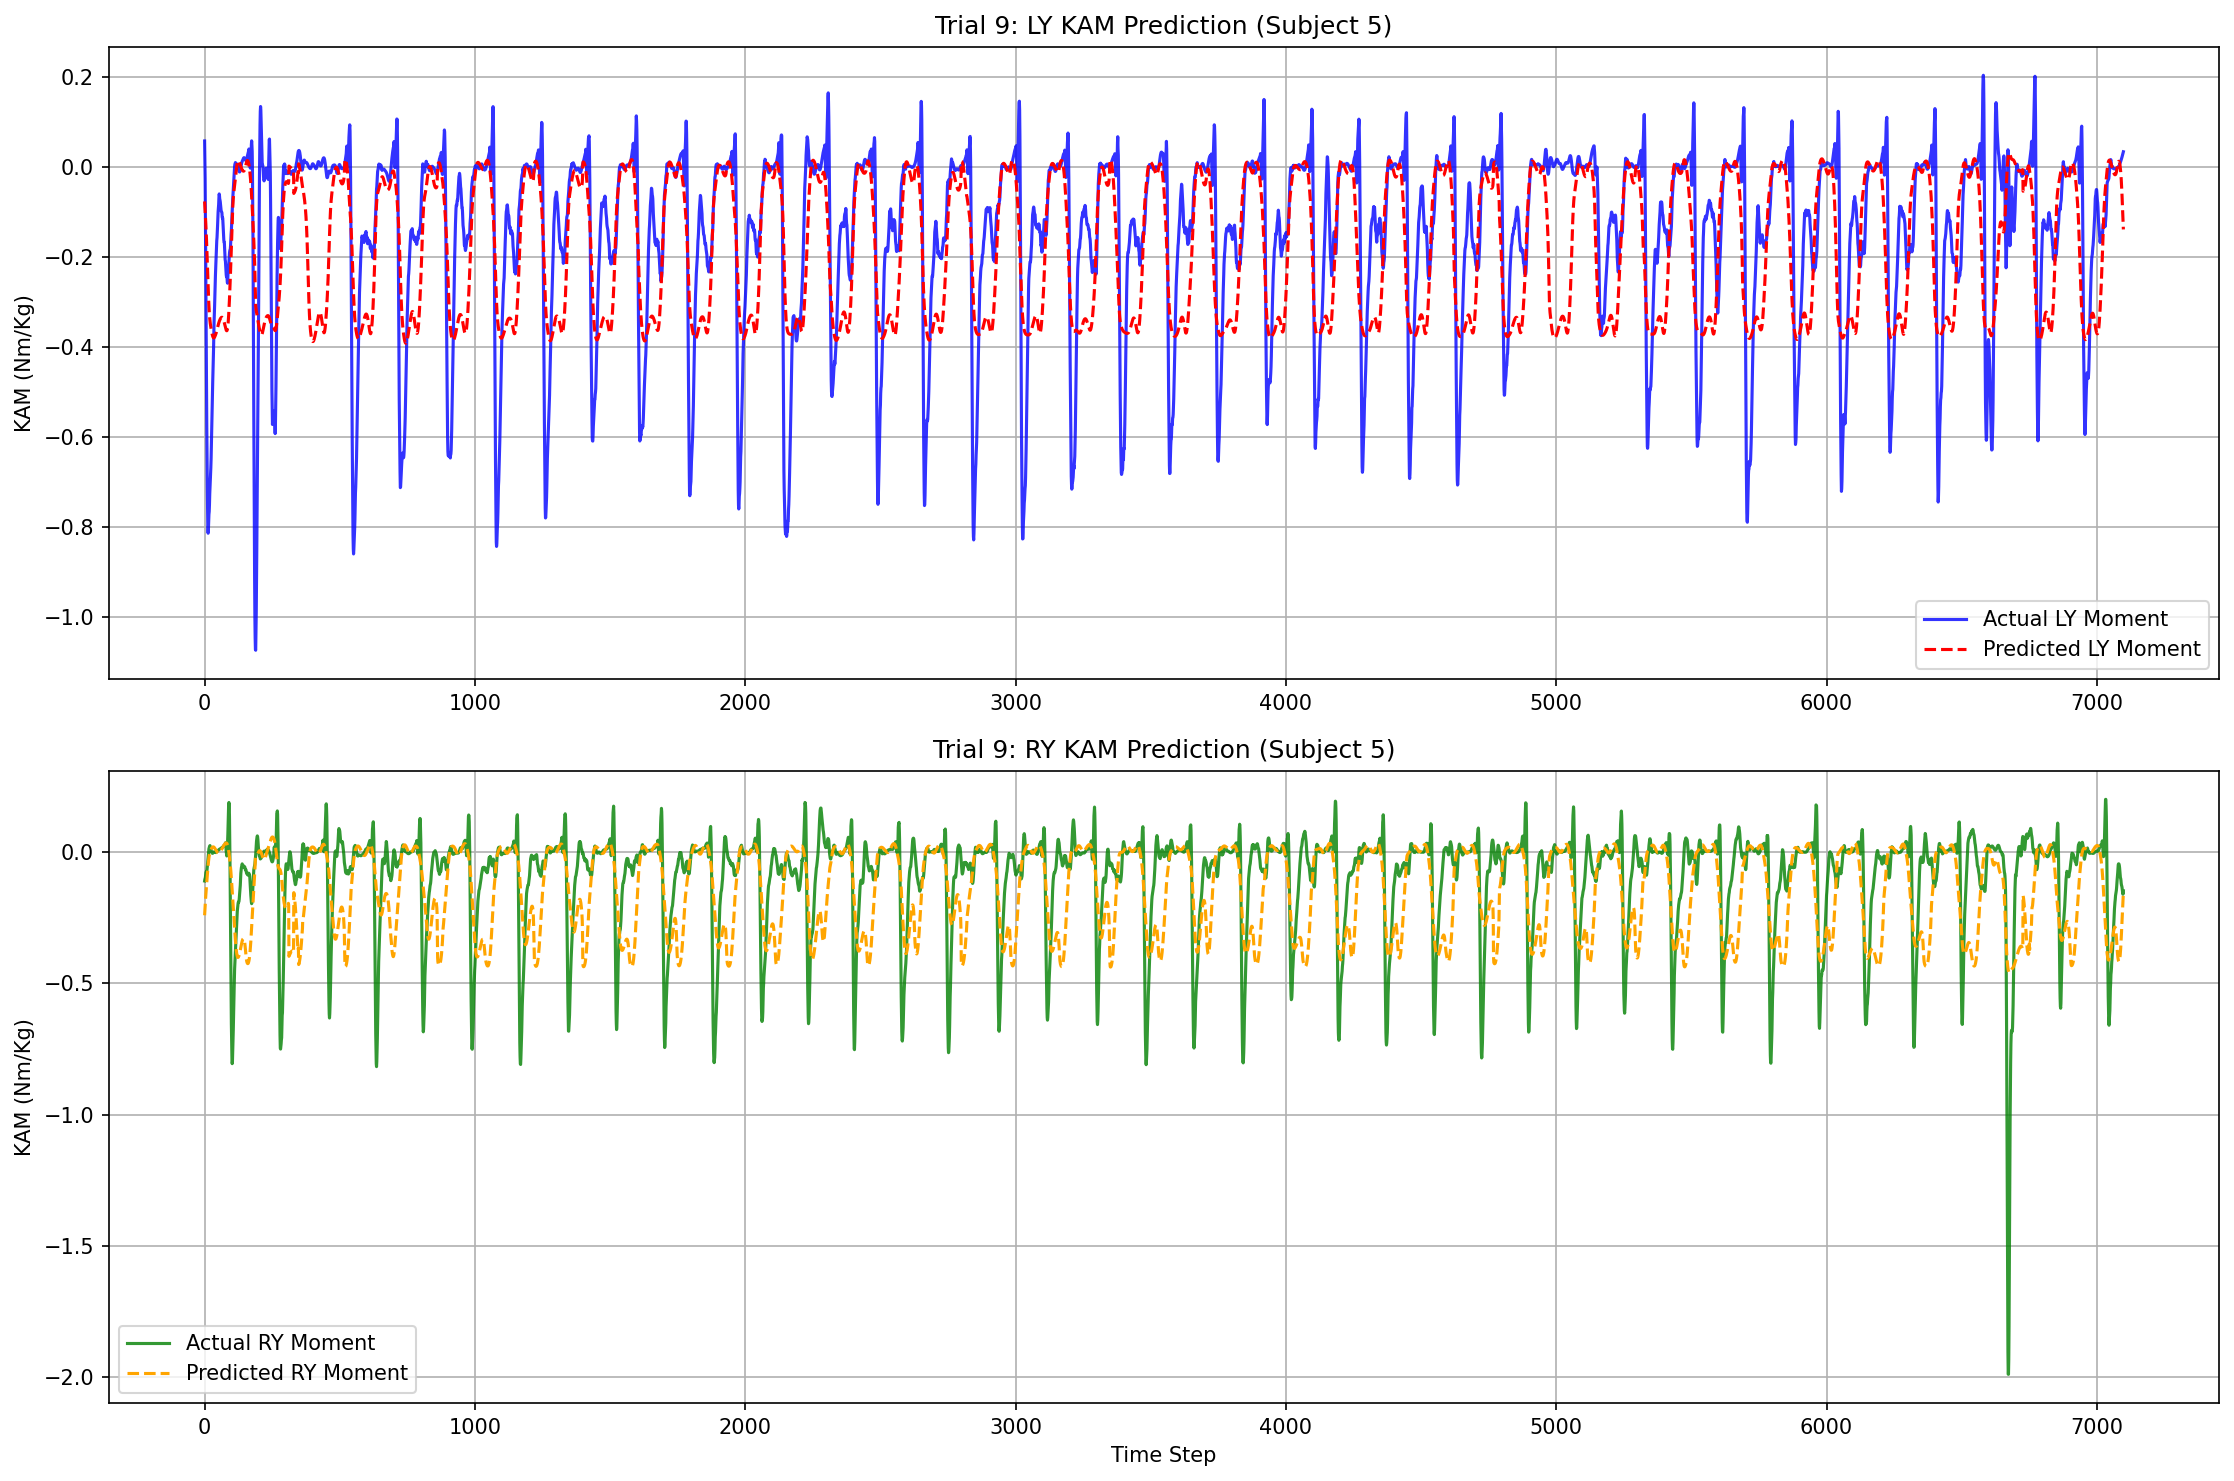 Trial 9: LY KAM Prediction (Subject 5)
KAM (Nm/Kg)
0.2
0.0
−0.2
−0.4
−0.6
−0.8
−1.0
Actual LY Moment
Predicted LY Moment
0 1000 2000 3000 4000 5000 6000 7000
Trial 9: RY KAM Prediction (Subject 5)
KAM (Nm/Kg)
0.0
−0.5
−1.0
−1.5
−2.0
Actual RY Moment
Predicted RY Moment
0 1000 2000 3000 4000 5000 6000 7000
Time Step